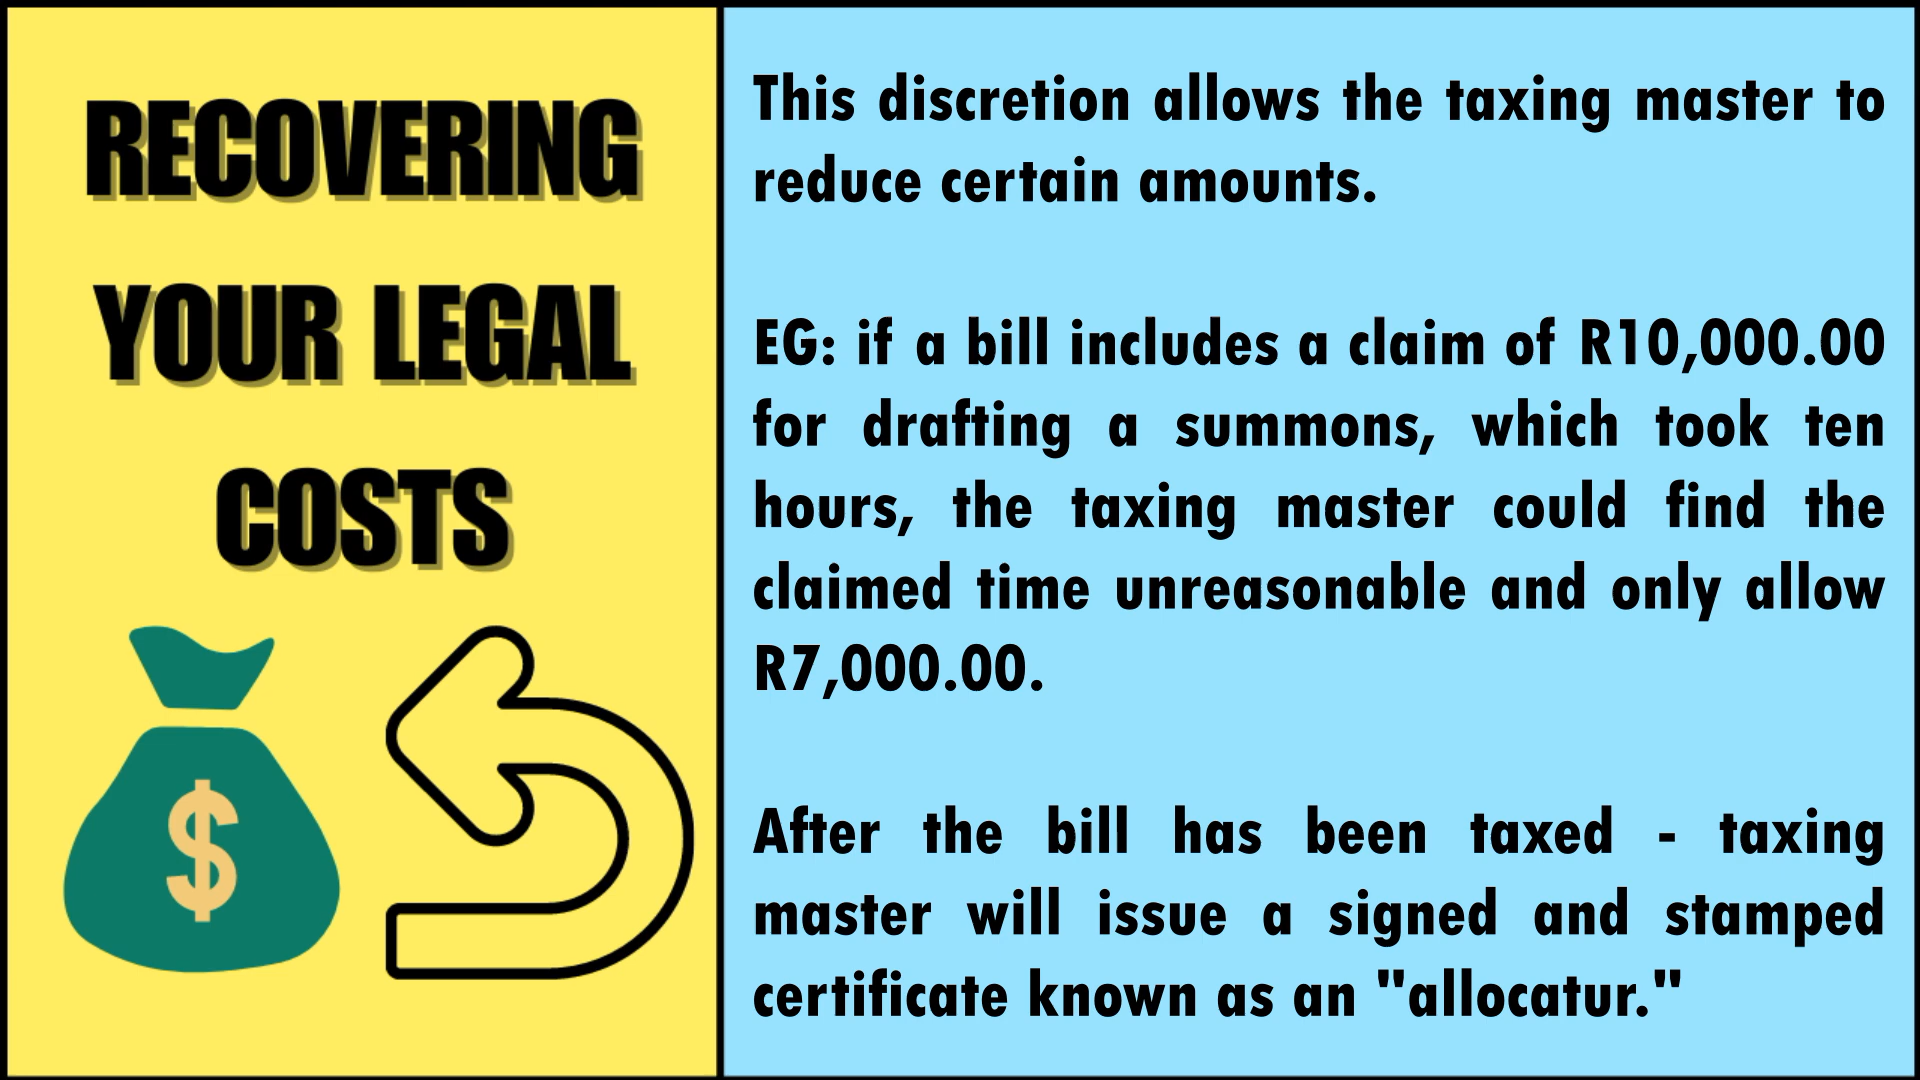 RECOVERING
YOUR LEGAL
COSTS
$
This discretion allows the taxing master to
reduce certain amounts.
EG: if a bill includes a claim of R10,000.00
for drafting a summons, which took ten
hours, the taxing master could find the
claimed time unreasonable and only allow
R7,000.00.
After the bill has been taxed - taxing
master will issue a signed and stamped
certificate known as an "allocatur."